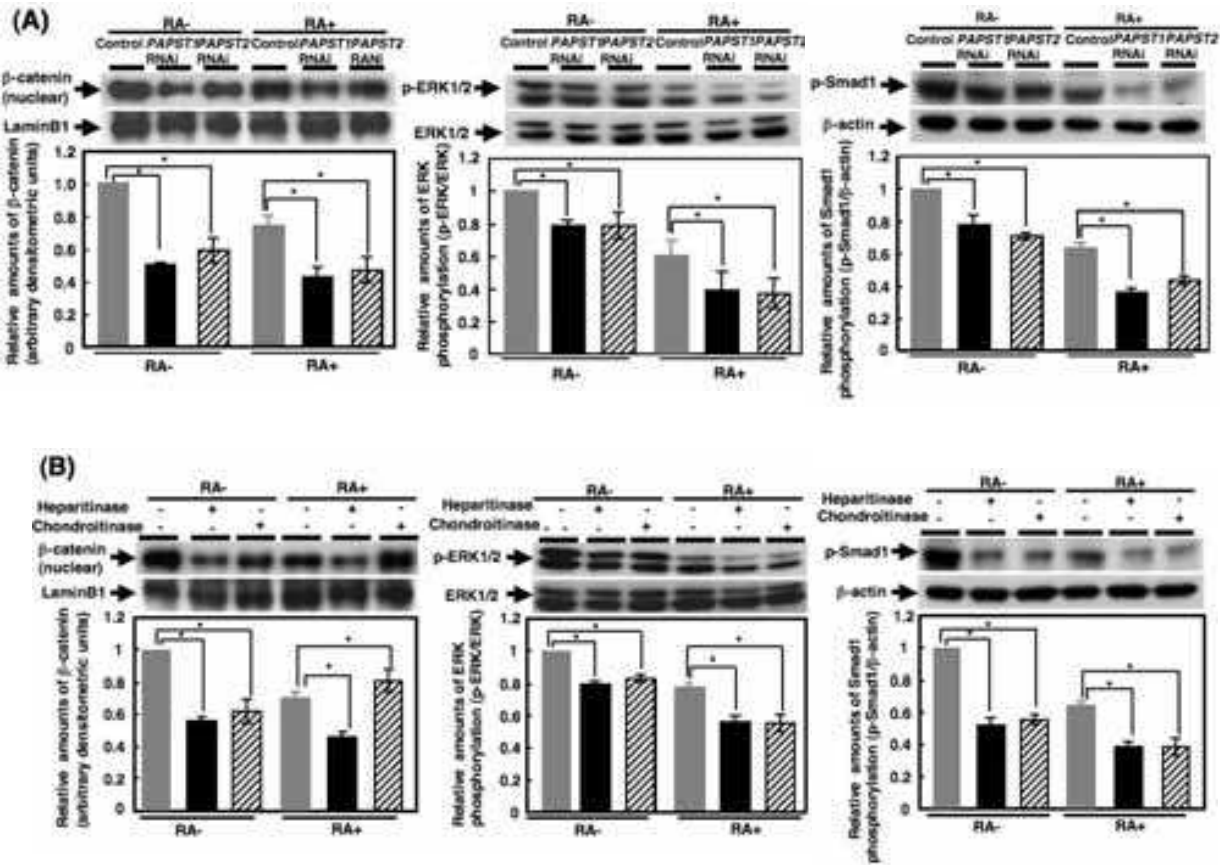 (A)
RA- RA+
Control PAPST1 PAPST2 Control PAPST1 PAPST2
RNAi RNAi RNAi RANi
β-catenin
(nuclear)
LaminB1
Relative amounts of β-catenin
(arbitrary densitometric units)
1.2
1.0
0.8
0.6
0.4
0.2
0
* * * *
RA- RA+
RA- RA+
Control PAPST1 PAPST2 Control PAPST1 PAPST2
RNAi RNAi RNAi RNAi
p-ERK1/2
ERK1/2
Relative amounts of ERK
phosphorylation (p-ERK/ERK)
1.2
1
0.8
0.6
0.4
0.2
0
* * * *
RA- RA+
RA- RA+
Control PAPST1 PAPST2 Control PAPST1 PAPST2
RNAi RNAi RNAi RNAi
p-Smad1
β-actin
Relative amounts of Smad1
phosphorylation (p-Smad1/β-actin)
1.2
1
0.8
0.6
0.4
0.2
0
* * * *
RA- RA+
(B)
RA- RA+
Heparitinase - + - - + -
Chondroitinase - - + - - +
β-catenin
(nuclear)
LaminB1
Relative amounts of β-catenin
(arbitrary densitometric units)
1.2
1
0.8
0.6
0.4
0.2
0
* * * *
RA- RA+
RA- RA+
Heparitinase - + - - + -
Chondroitinase - - + - - +
p-ERK1/2
ERK1/2
Relative amounts of ERK
phosphorylation (p-ERK/ERK)
1.2
1
0.8
0.6
0.4
0.2
0
* * * *
RA- RA+
RA- RA+
Heparitinase - + - - + -
Chondroitinase - - + - - +
p-Smad1
β-actin
Relative amounts of Smad1
phosphorylation (p-Smad1/β-actin)
1.2
1
0.8
0.6
0.4
0.2
0
* * * *
RA- RA+